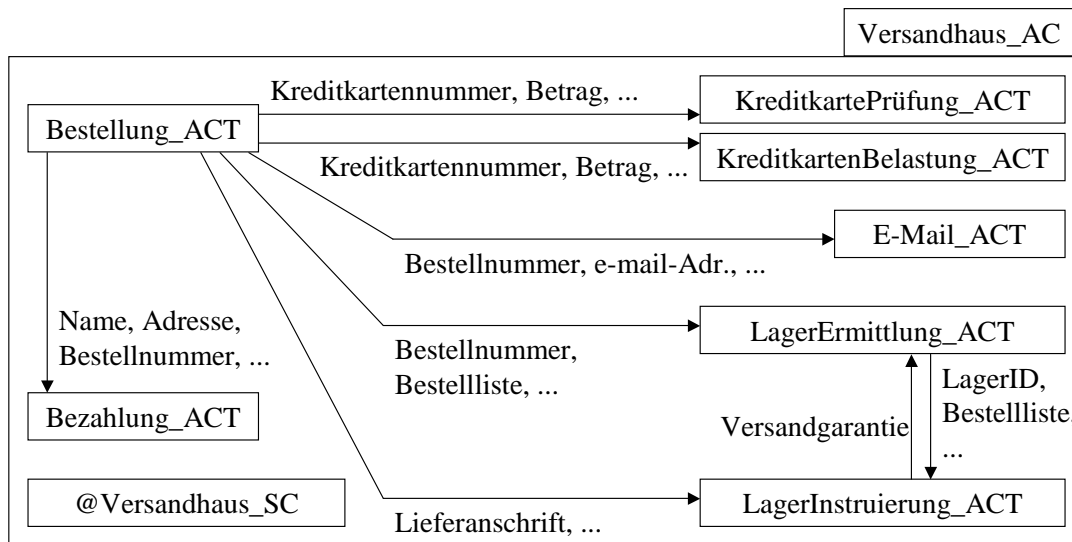 Versandhaus_AC
Kreditkartennummer, Betrag, ...
KreditkartePrüfung_ACT
Bestellung_ACT
KreditkartenBelastung_ACT
Kreditkartennummer, Betrag, ...
E-Mail_ACT
Bestellnummer, e-mail-Adr., ...
Name, Adresse,
Bestellnummer, ...
LagerErmittlung_ACT
Bestellnummer,
Bestellliste, ...
LagerID,
Bestellliste,
...
Bezahlung_ACT
Versandgarantie
@Versandhaus_SC
LagerInstruierung_ACT
Lieferanschrift, ...